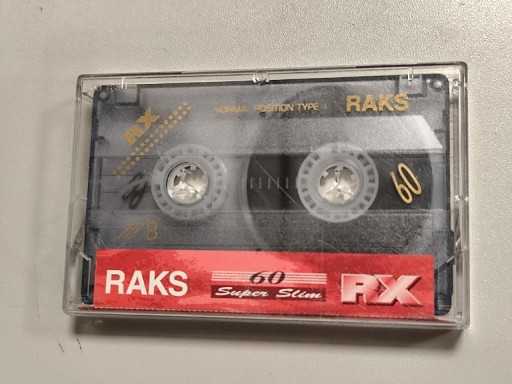 RX
NORMAL POSITION TYPE I
RAKS
60
B
RAKS
60
Super Slim
RX